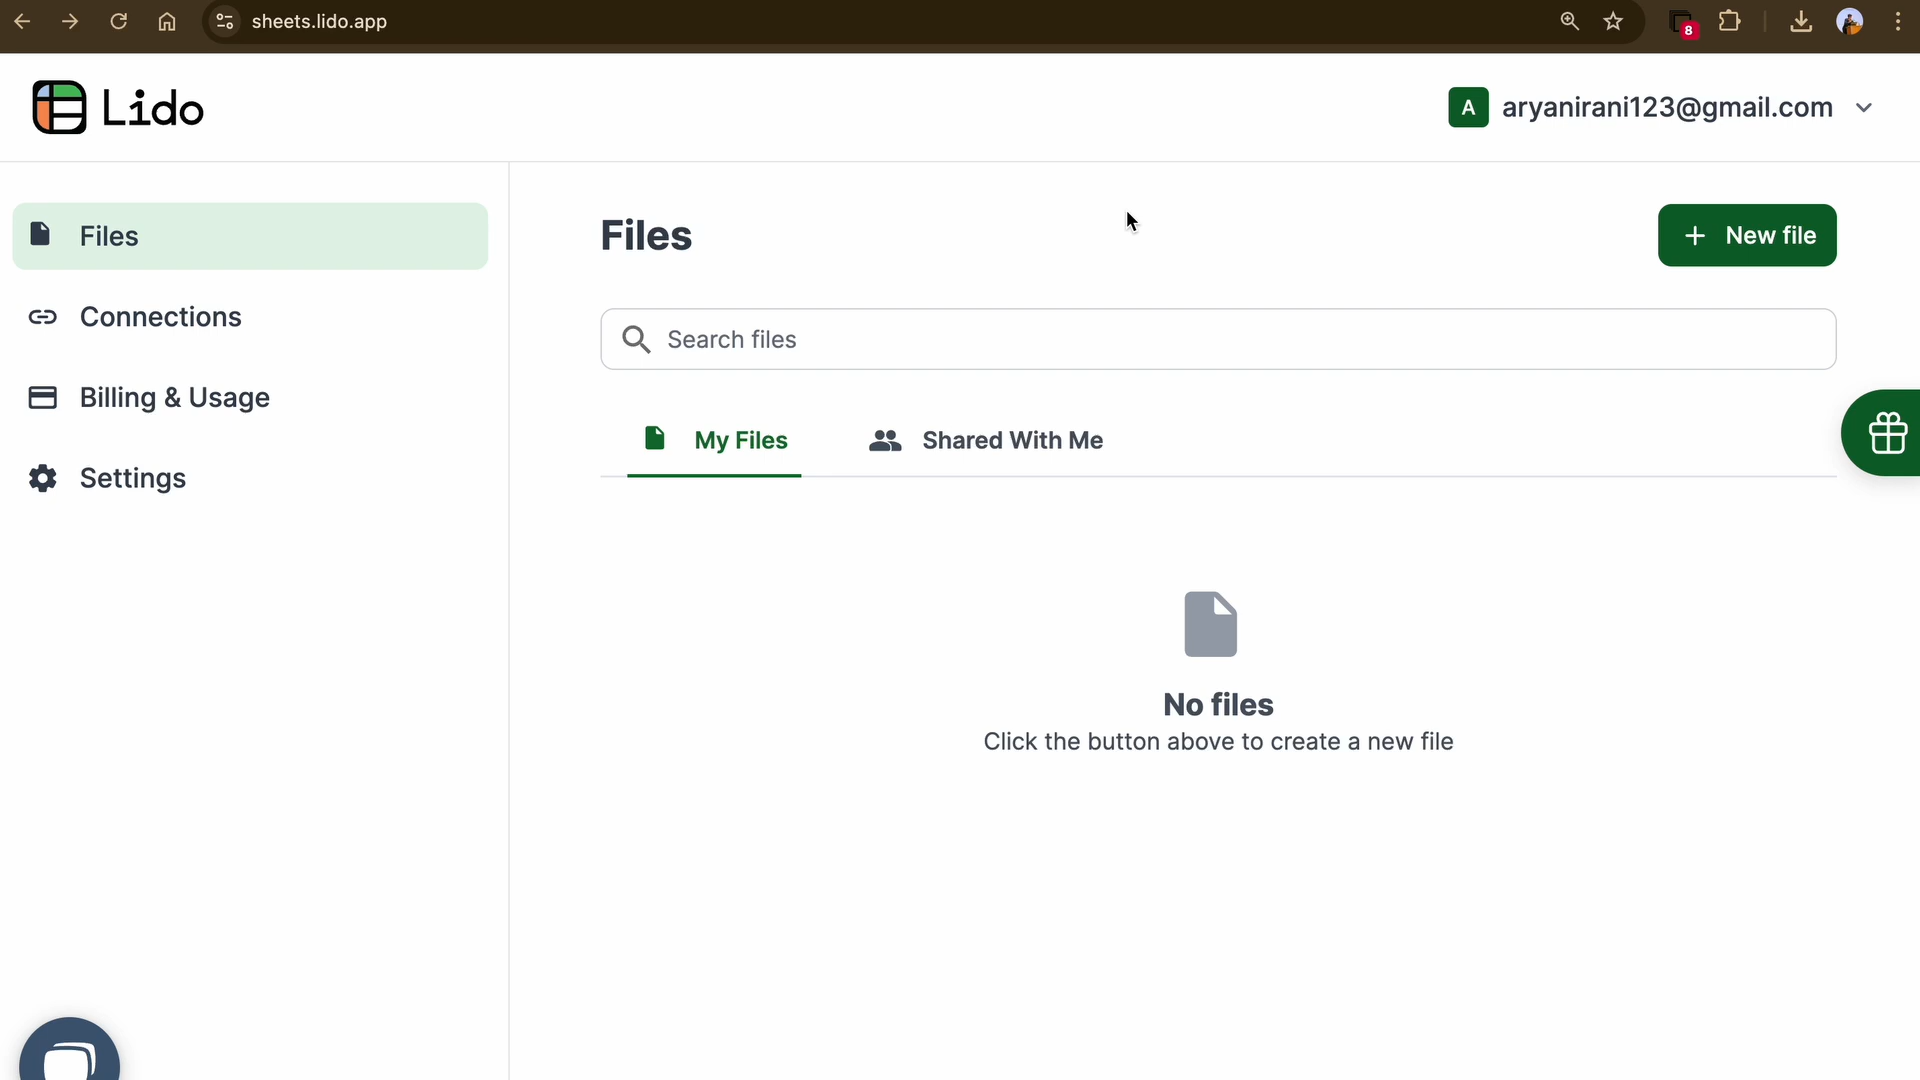 sheets.lido.app
8
Lido
A
aryanirani123@gmail.com
Files
Connections
Billing & Usage
Settings
Files
+ New file
Search files
My Files
Shared With Me
No files
Click the button above to create a new file